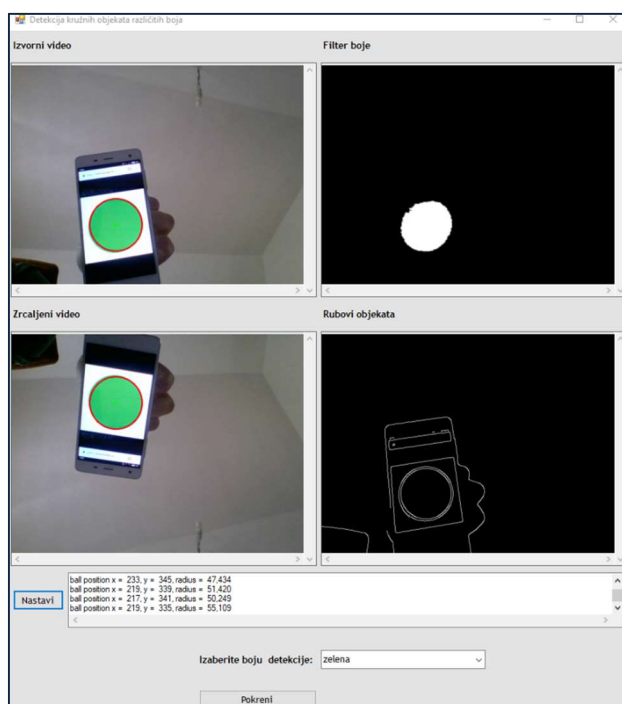 Detekcija kružnih objekata različitih boja
Izvorni video
Filter boje
Zrcaljeni video
Rubovi objekata
Nastavi
ball position x = 233, y = 345, radius = 47,434
ball position x = 219, y = 339, radius = 51,420
ball position x = 217, y = 341, radius = 50,249
ball position x = 219, y = 335, radius = 55,109
Izaberite boju detekcije:
zelena
Pokreni